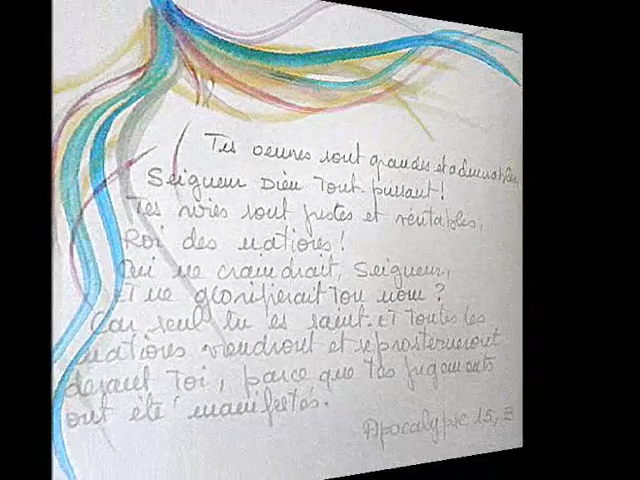 Tes oeuvres sont grandes et admirables,
Seigneur Dieu Tout-puissant!
Tes voies sont justes et véritables,
Roi des nations!
Qui ne craindrait, Seigneur,
Et ne glorifierait Ton nom?
Car seul tu es saint. ET Toutes les
nations viendront et se prosterneront
devant Toi, parce que Tes jugements
ont été manifestés.
Apocalypse 15, 3